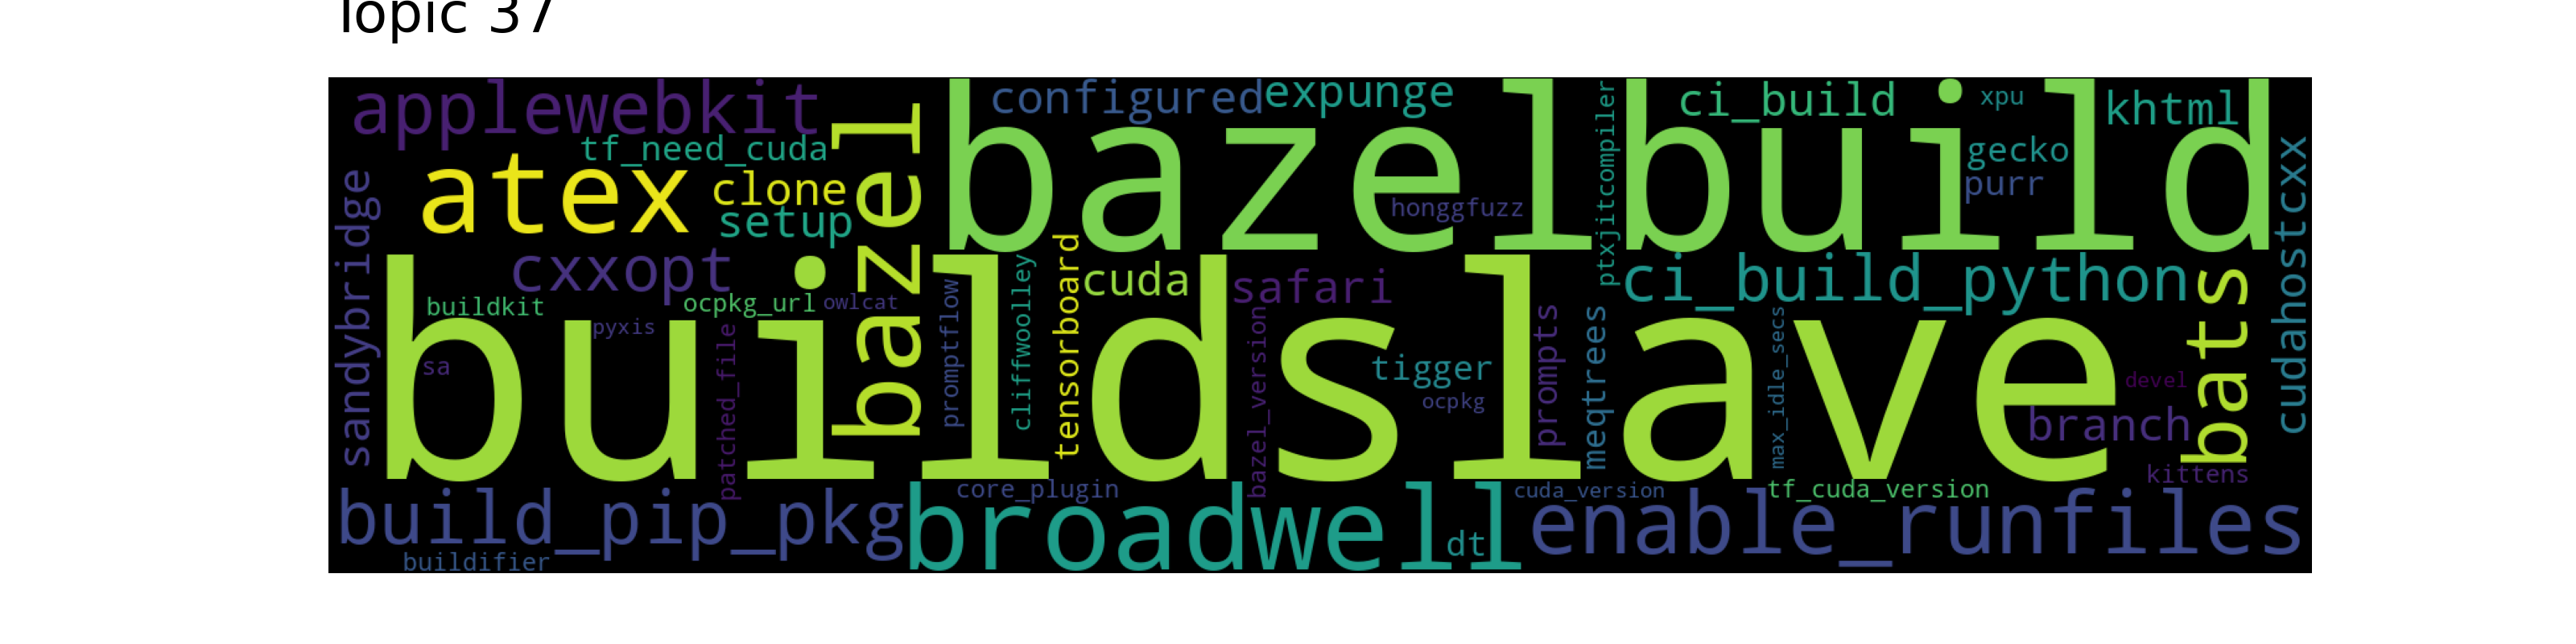 Topic 37
applewebkit
configured
expunge
ci_build
xpu
khtml
tf_need_cuda
bazelbuild
gecko
purr
atex
clone
setup
bazel
honggfuzz
ptxjitcompiler
sandybridge
cudahostcxx
cxxopt
buildkit
ocpkg_url
owlcat
pyxis
sa
patched_file
promptflow
cliffwoolley
tensorboard
cuda
safari
ci_build_python
bats
buildslave
bazel_version
tigger
ocpkg
prompts
meqtrees
max_idle_secs
devel
branch
kittens
build_pip_pkg
core_plugin
cuda_version
tf_cuda_version
broadwell
dt
enable_runfiles
buildifier